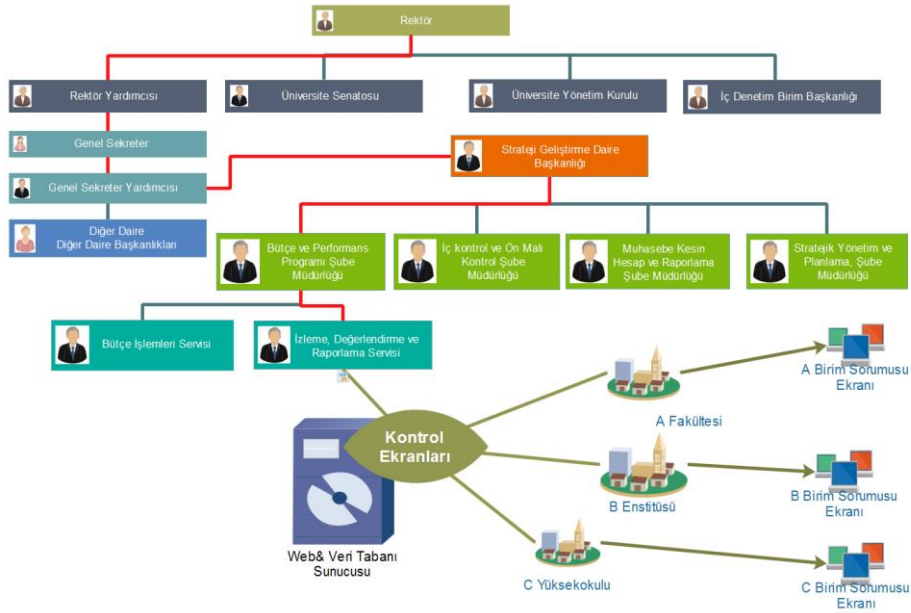 Rektör
Rektör Yardımcısı
Üniversite Senatosu
Üniversite Yönetim Kurulu
İç Denetim Birim Başkanlığı
Genel Sekreter
Strateji Geliştirme Daire
Başkanlığı
Genel Sekreter Yardımcısı
Diğer Daire
Diğer Daire Başkanlıkları
Bütçe ve Performans
Programı Şube
Müdürlüğü
İç kontrol ve Ön Mali
Kontrol Şube
Müdürlüğü
Muhasebe Kesin
Hesap ve Raporlama
Şube Müdürlüğü
Stratejik Yönetim ve
Planlama, Şube
Müdürlüğü
Bütçe İşlemleri Servisi
İzleme, Değerlendirme ve
Raporlama Servisi
A Birim Sorumusu
Ekranı
A Fakültesi
Kontrol
Ekranları
B Birim Sorumusu
Ekranı
B Enstitüsü
Web& Veri Tabanı
Sunucusu
C Yüksekokulu
C Birim Sorumusu
Ekranı